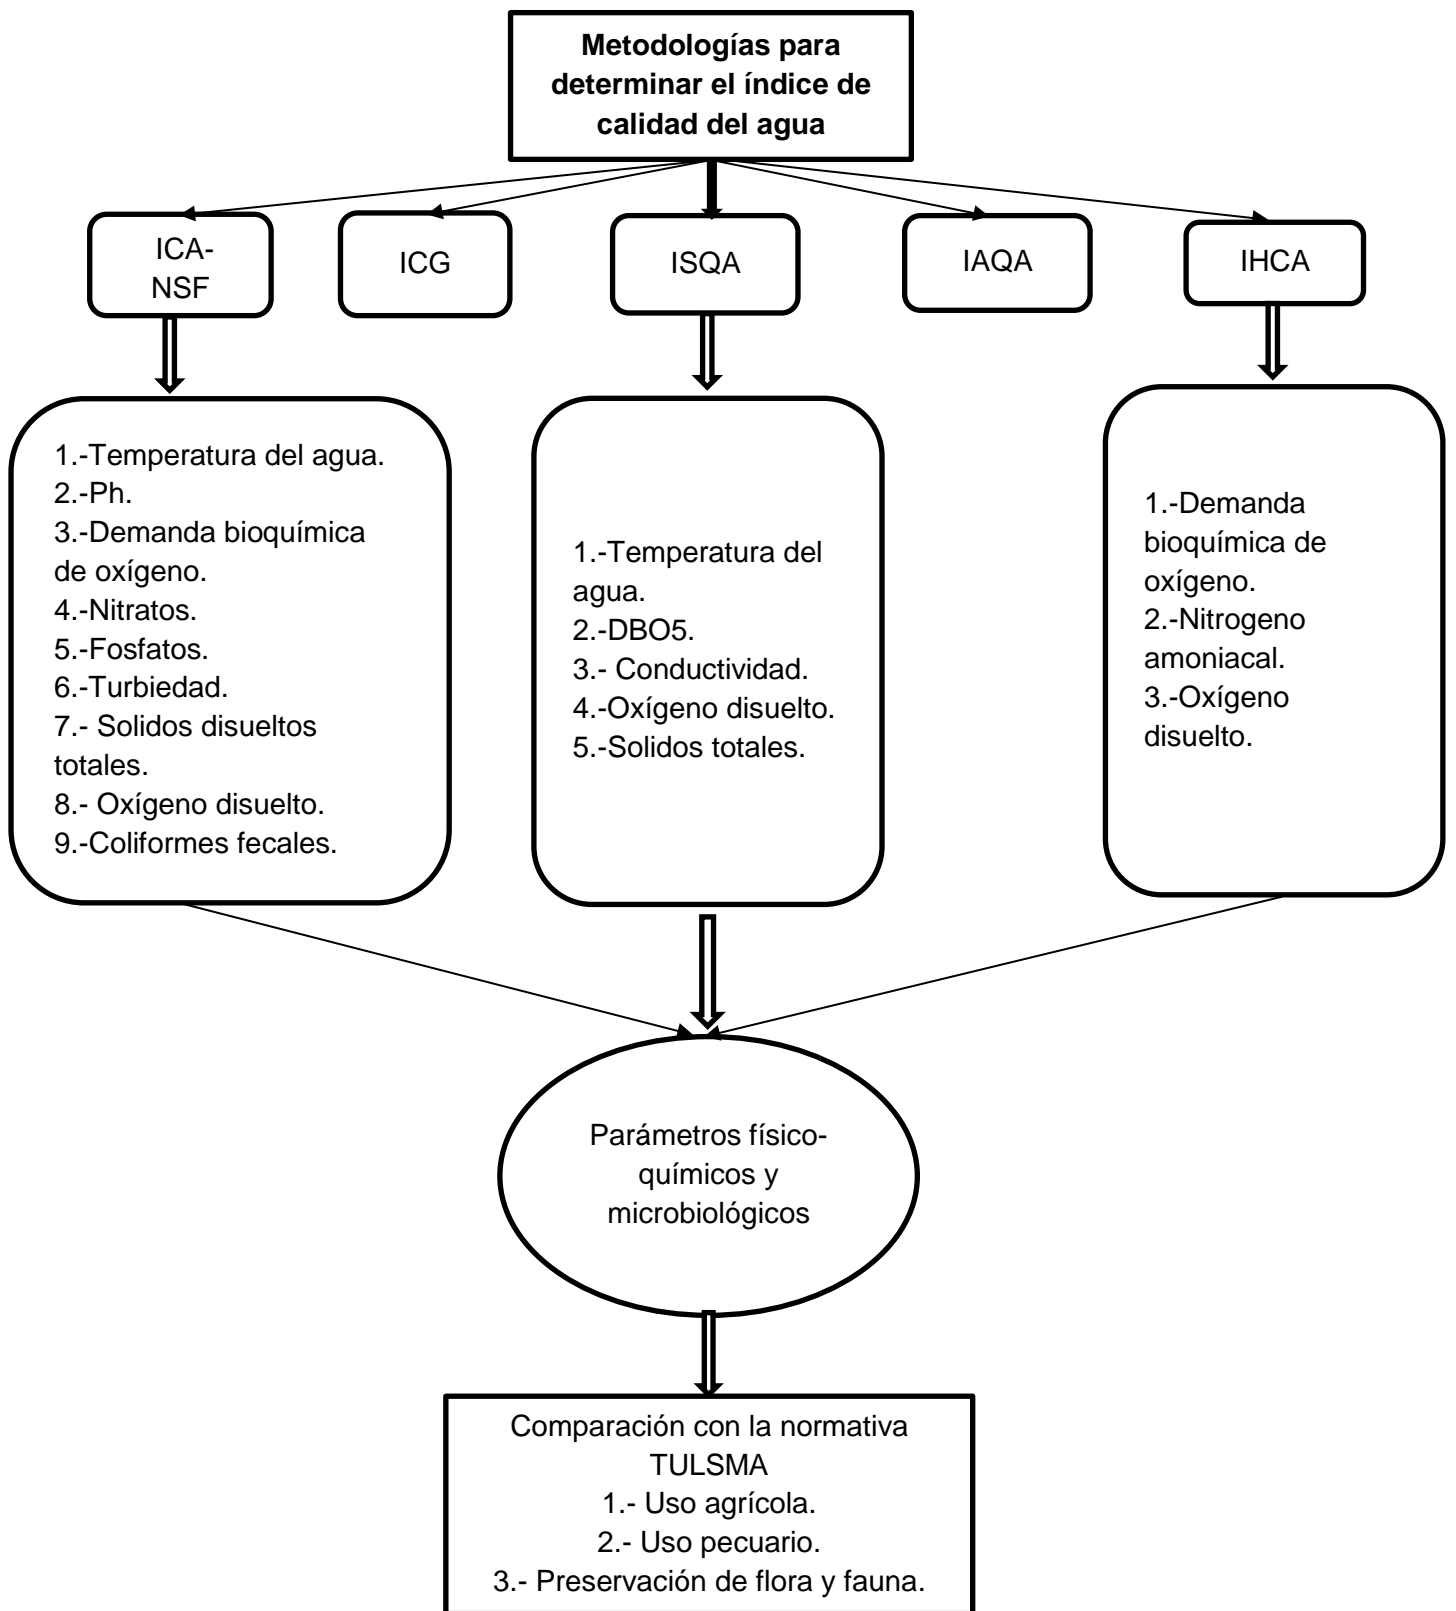 Metodologías para
determinar el índice de
calidad del agua
ICA-
NSF
ICG
ISQA
IAQA
IHCA
1.-Temperatura del agua.
2.-Ph.
3.-Demanda bioquímica
de oxígeno.
4.-Nitratos.
5.-Fosfatos.
6.-Turbiedad.
7.- Solidos disueltos
totales.
8.- Oxígeno disuelto.
9.-Coliformes fecales.
1.-Temperatura del
agua.
2.-DBO5.
3.- Conductividad.
4.-Oxígeno disuelto.
5.-Solidos totales.
1.-Demanda
bioquímica de
oxígeno.
2.-Nitrogeno
amoniacal.
3.-Oxígeno
disuelto.
Parámetros físico-
químicos y
microbiológicos
Comparación con la normativa
TULSMA
1.- Uso agrícola.
2.- Uso pecuario.
3.- Preservación de flora y fauna.